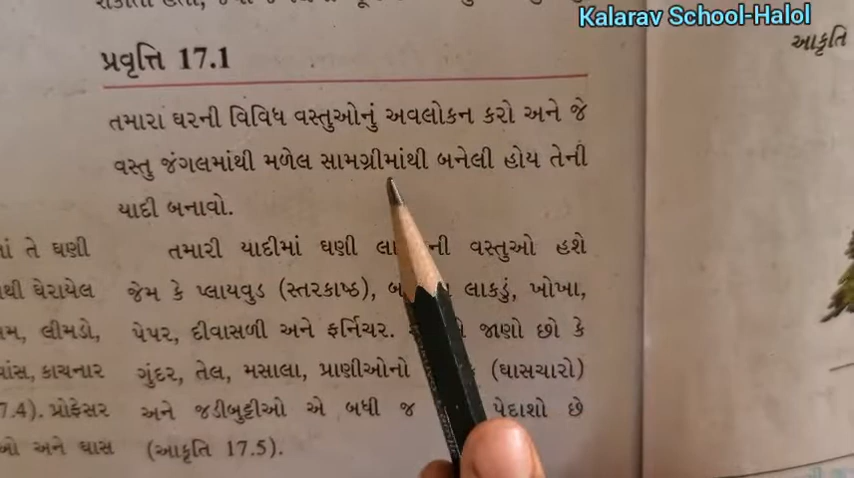 Kalarav School-Halol
આકૃતિ
પ્રવૃત્તિ 17.1
તમારા ઘરની વિવિધ વસ્તુઓનું અવલોકન કરો અને જે
વસ્તુ જંગલમાંથી મળેલ સામગ્રીમાંથી બનેલી હોય તેની
યાદી બનાવો.
તમારી યાદીમાં ઘણી વસ્તુઓ હશે
જેમ કે પ્લાયવુડ (સ્તરકાષ્ઠ), લાકડું, ખોખા,
પેપર, દીવાસળી અને ફર્નિચર. જાણો છો કે
ગુંદર, તેલ, મસાલા, પ્રાણીઓનો (ઘાસચારો)
અને જડીબુટ્ટીઓ એ બધી જ પેદાશો છે
(આકૃતિ 17.5).
તે ઘણી
ઘેરાયેલ
લીમડો,
કાચનાર
7.4). પ્રોફેસર
અને ઘાસ